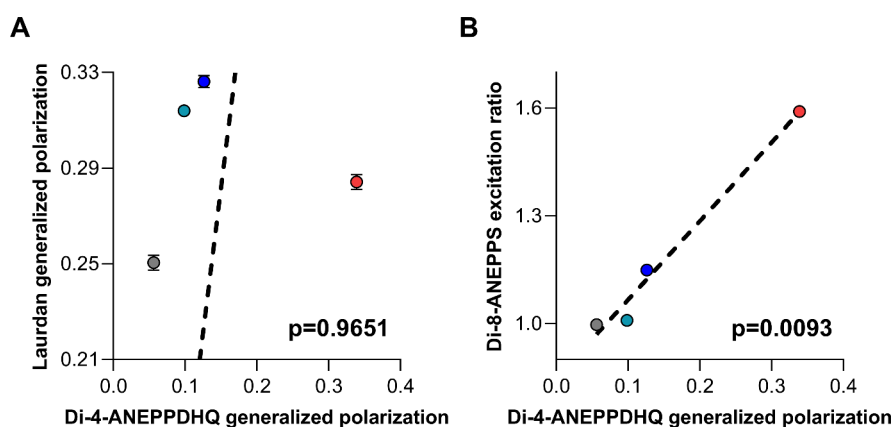 A
Laurdan generalized polarization
0.33
0.29
0.25
0.21
p=0.9651
0.0 0.1 0.2 0.3 0.4
Di-4-ANEPPDHQ generalized polarization
B
Di-8-ANEPPS excitation ratio
1.6
1.3
1.0
p=0.0093
0.0 0.1 0.2 0.3 0.4
Di-4-ANEPPDHQ generalized polarization